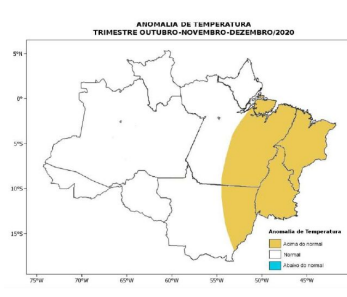 ANOMALIA DE TEMPERATURA
TRIMESTRE OUTUBRO-NOVEMBRO-DEZEMBRO/2020
5°N
0°
5°S
10°S
15°S
Anomalia de Temperatura
Acima do normal
Normal
Abaixo do normal
75°W 70°W 65°W 60°W 55°W 50°W 45°W